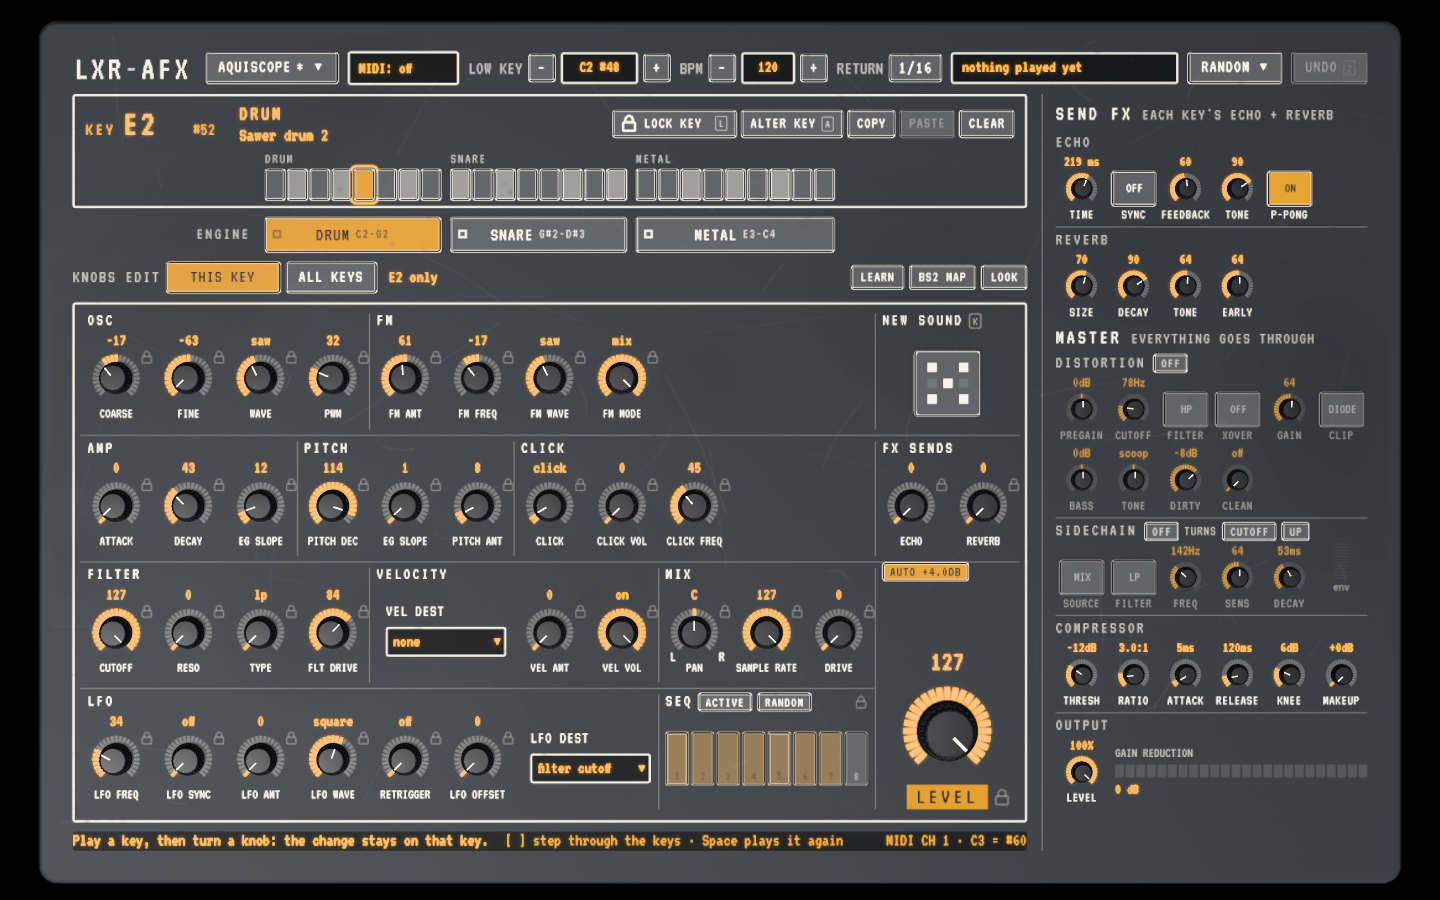 LXR-AFX AQUISCOPE * ▼ MIDI: off LOW KEY - C2 #48 + BPM - 120 + RETURN 1/16 nothing played yet RANDOM ▼ UNDO Z
KEY E2 #52 DRUM
Sawer drum 2
LOCK KEY L ALTER KEY A COPY PASTE CLEAR
DRUM SNARE METAL
ENGINE DRUM C2-G2 SNARE G#2-D#3 METAL E3-C4
KNOBS EDIT THIS KEY ALL KEYS E2 only LEARN BS2 MAP LOOK
OSC FM NEW SOUND K
-17 -63 saw 32 61 -17 saw mix
COARSE FINE WAVE PWM FM AMT FM FREQ FM WAVE FM MODE
AMP PITCH CLICK FX SENDS
0 43 12 114 1 8 click 0 45 0 0
ATTACK DECAY EG SLOPE PITCH DEC EG SLOPE PITCH AMT CLICK CLICK VOL CLICK FREQ ECHO REVERB
FILTER VELOCITY MIX AUTO +4.0DB
127 0 lp 84 VEL DEST 0 on C 127 0
none ▼
L R
CUTOFF RESO TYPE FLT DRIVE VEL AMT VEL VOL PAN SAMPLE RATE DRIVE
127
LFO SEQ ACTIVE RANDOM
34 off 0 square off 0 LFO DEST
filter cutoff ▼
1 2 3 4 5 6 7 8
LFO FREQ LFO SYNC LFO AMT LFO WAVE RETRIGGER LFO OFFSET
LEVEL
Play a key, then turn a knob: the change stays on that key. [ ] step through the keys · Space plays it again MIDI CH 1 · C3 = #60
SEND FX EACH KEY'S ECHO + REVERB
ECHO
219 ms OFF 60 90 ON
TIME SYNC FEEDBACK TONE P-PONG
REVERB
70 90 64 64
SIZE DECAY TONE EARLY
MASTER EVERYTHING GOES THROUGH
DISTORTION OFF
0dB 78Hz HP OFF 64 DIODE
PREGAIN CUTOFF FILTER XOVER GAIN CLIP
0dB scoop -8dB off
BASS TONE DIRTY CLEAN
SIDECHAIN OFF TURNS CUTOFF UP
MIX LP 142Hz 64 53ms env
SOURCE FILTER FREQ SENS DECAY
COMPRESSOR
-12dB 3.0:1 5ms 120ms 6dB +0dB
THRESH RATIO ATTACK RELEASE KNEE MAKEUP
OUTPUT
100% GAIN REDUCTION
LEVEL 0 dB